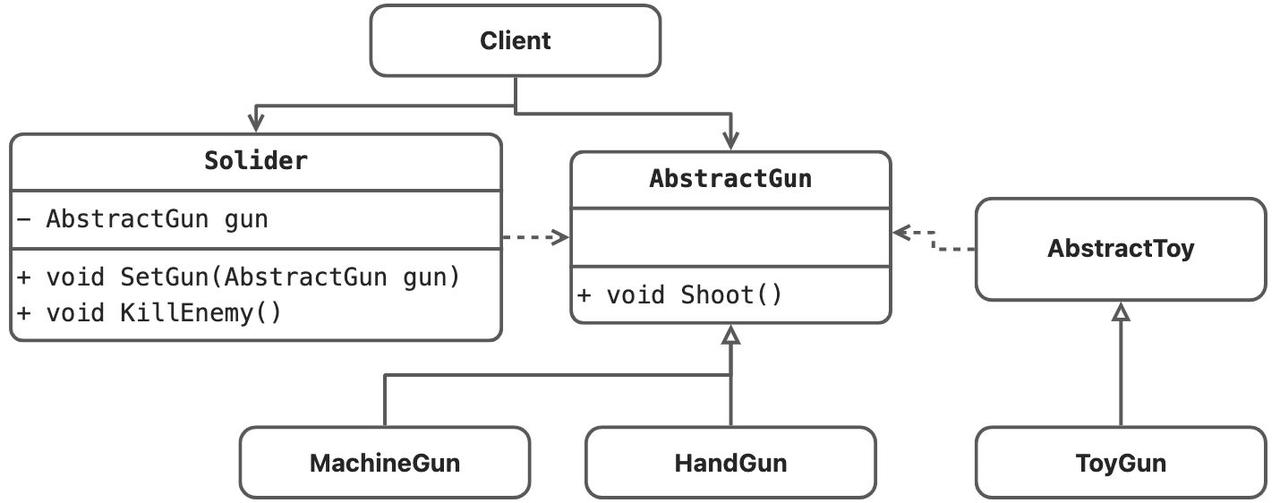 Client
Solider
− AbstractGun gun
+ void SetGun(AbstractGun gun)
+ void KillEnemy()
AbstractGun
+ void Shoot()
AbstractToy
MachineGun
HandGun
ToyGun